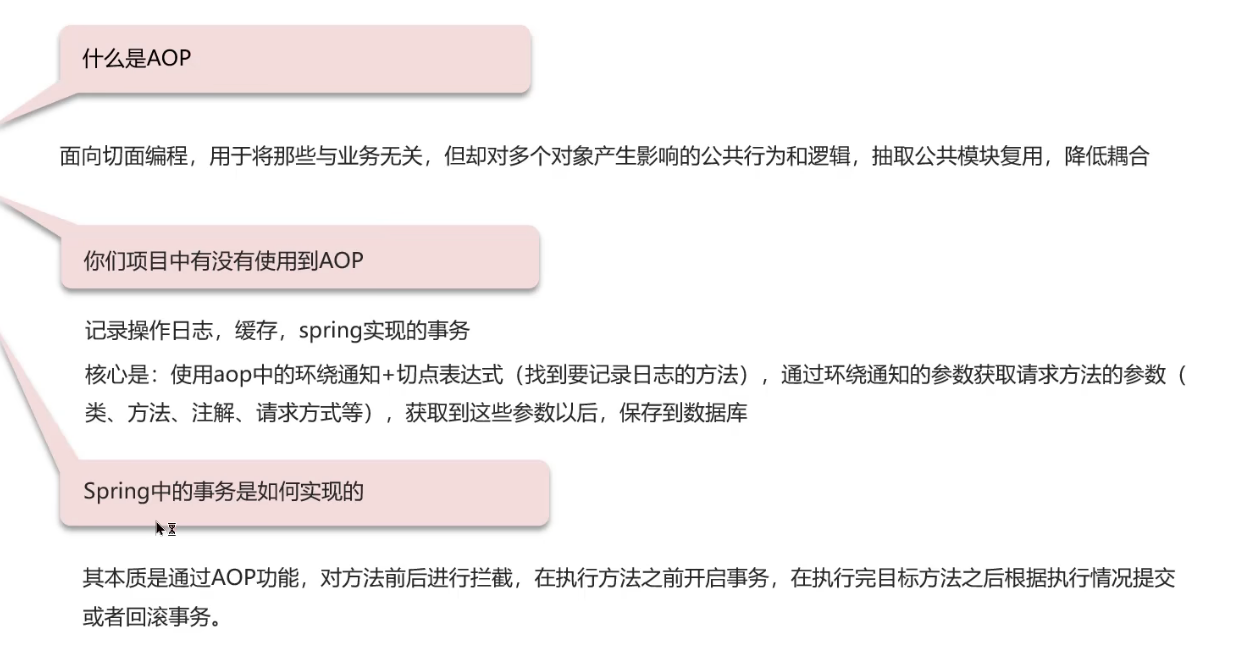 什么是AOP
面向切面编程，用于将那些与业务无关，但却对多个对象产生影响的公共行为和逻辑，抽取公共模块复用，降低耦合
你们项目中有没有使用到AOP
记录操作日志，缓存，spring实现的事务
核心是：使用aop中的环绕通知+切点表达式（找到要记录日志的方法），通过环绕通知的参数获取请求方法的参数（
类、方法、注解、请求方式等），获取到这些参数以后，保存到数据库
Spring中的事务是如何实现的
其本质是通过AOP功能，对方法前后进行拦截，在执行方法之前开启事务，在执行完目标方法之后根据执行情况提交
或者回滚事务。